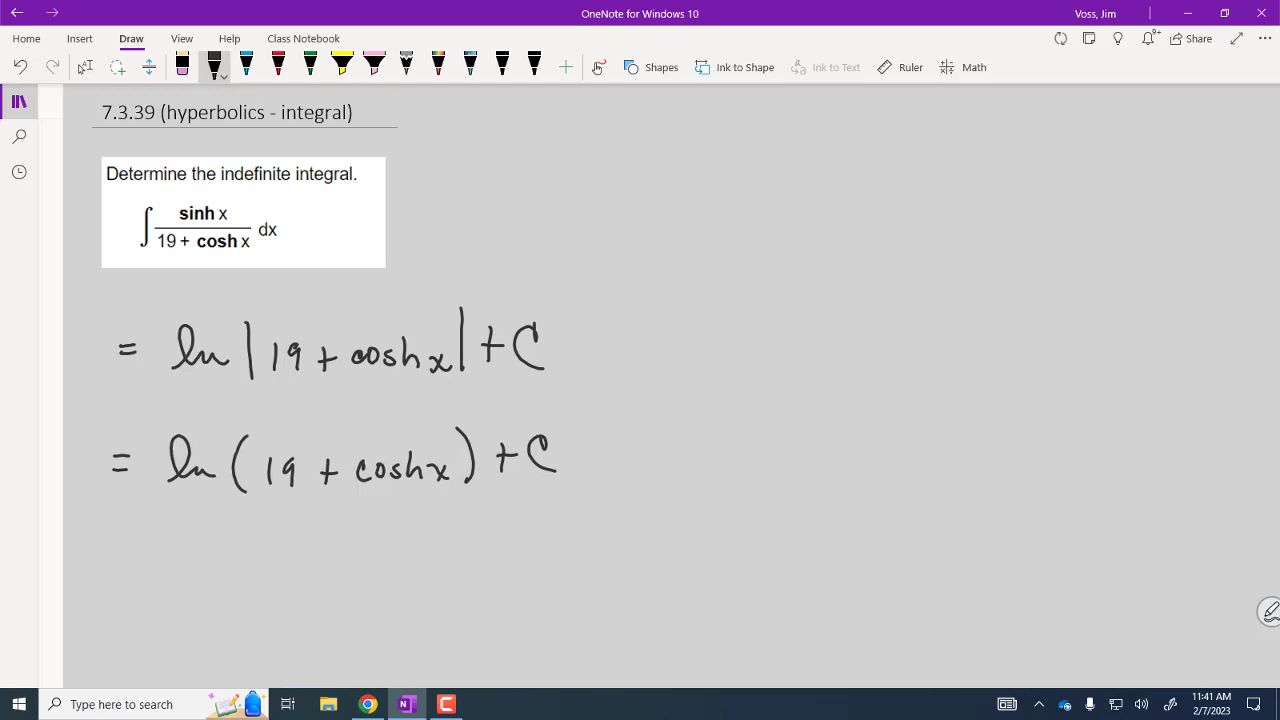 OneNote for Windows 10
Voss, Jim
Home Insert Draw View Help Class Notebook
Share
Shapes Ink to Shape Ink to Text Ruler Math
7.3.39 (hyperbolics - integral)
Determine the indefinite integral.
∫ sinh x / 19 + cosh x dx
= ln |19 + cosh x| + C
= ln (19 + cosh x) + C
Type here to search
11:41 AM
2/7/2023